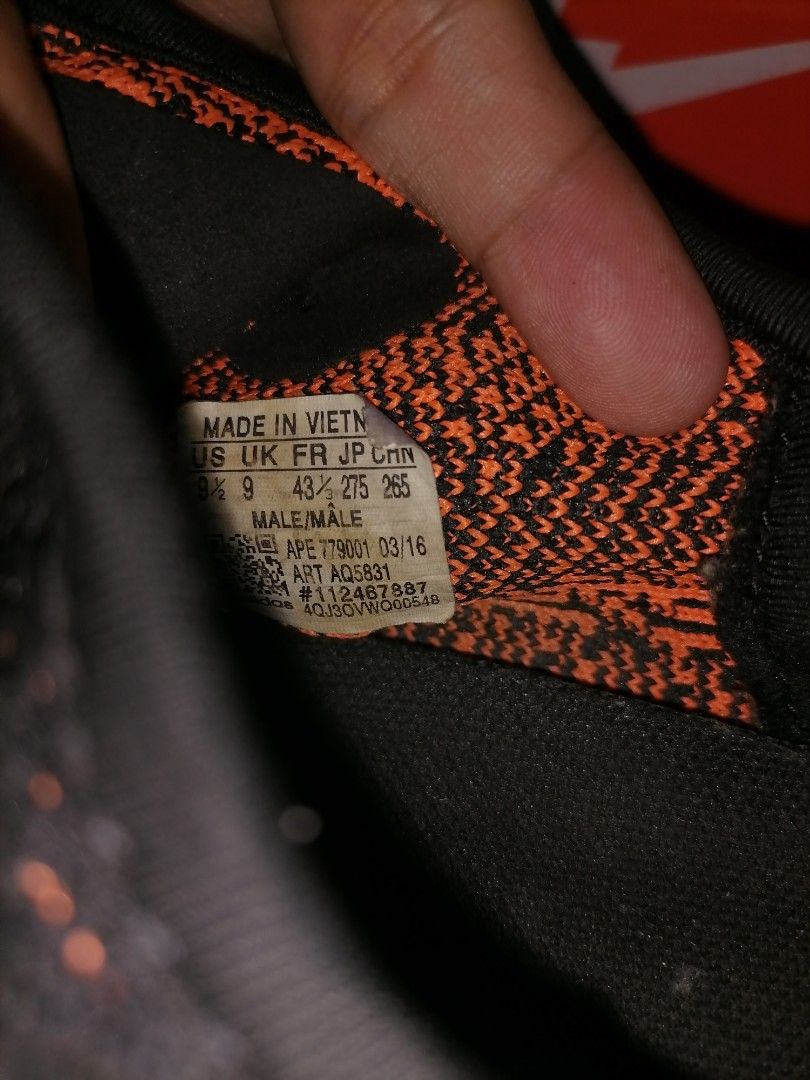 MADE IN VIETN
US UK FR JP CHN
9½ 9 43⅓ 275 265
MALE/MÂLE
APE 779001 03/16
ART AQ5831
#112467887
4QJ3OVWO00548